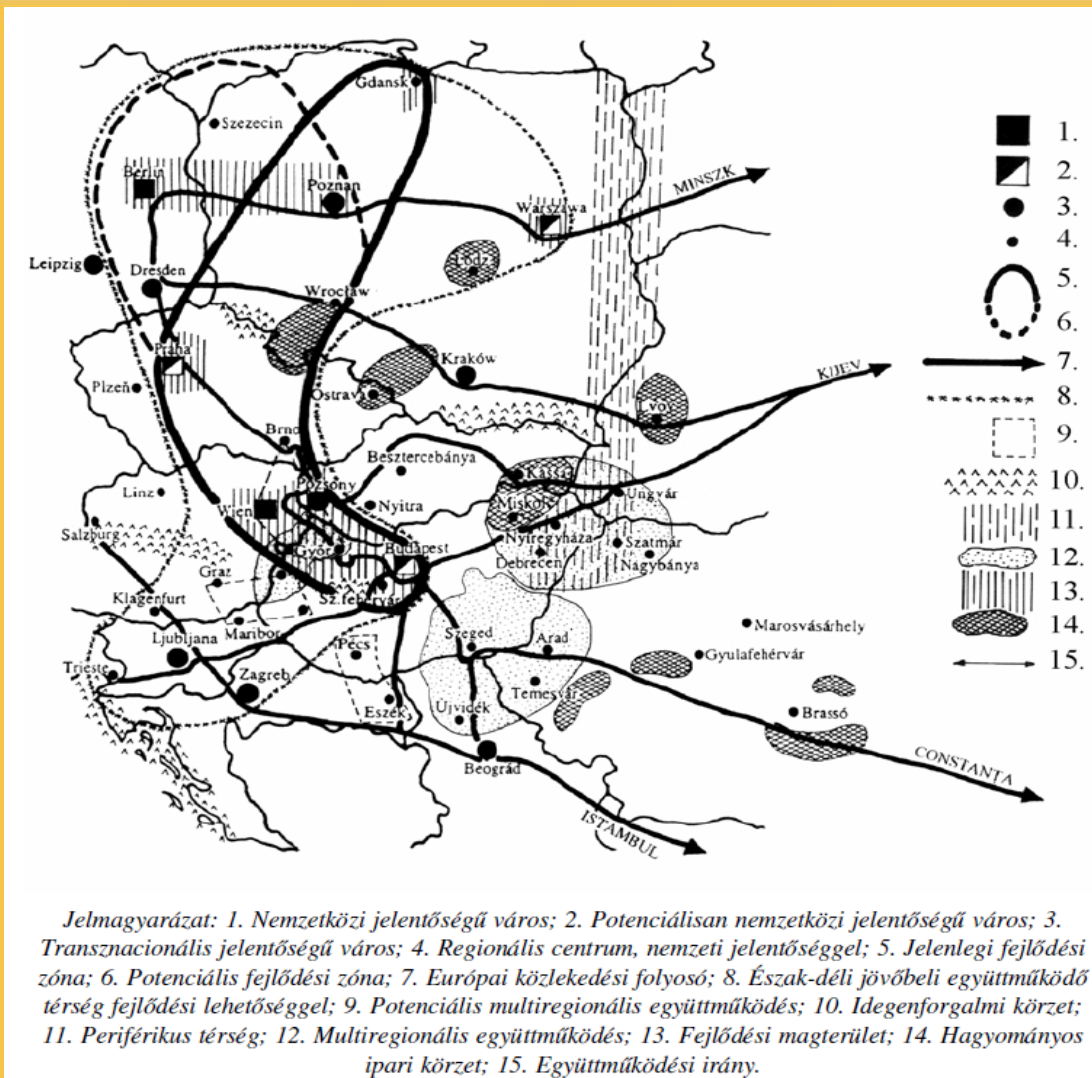 Gdansk
Szezecin
Berlin
Poznan
MINSZK
Warszawa
Leipzig
Dresden
Łodz
Wrocław
Praha
Kraków
KIJEV
Plzeń
Ostrava
Lvov
Brno
Besztercebánya
Kassa
Linz
Pozsony
Wien
Nyitra
Ungvár
Miskolc
Salzburg
Győr
Budapest
Nyíregyháza
Szatmár
Debrecen
Nagybánya
Graz
Sz.fehérvár
Klagenfurt
Maribor
Ljubljana
Pécs
Szeged
Arad
Marosvásárhely
Gyulafehérvár
Trieste
Zagreb
Temesvár
Eszék
Újvidék
Brassó
Beográd
CONSTANȚA
ISTAMBUL
1.
2.
3.
4.
5.
6.
7.
8.
9.
10.
11.
12.
13.
14.
15.
Jelmagyarázat: 1. Nemzetközi jelentőségű város; 2. Potenciálisan nemzetközi jelentőségű város; 3.
Transznacionális jelentőségű város; 4. Regionális centrum, nemzeti jelentőséggel; 5. Jelenlegi fejlődési
zóna; 6. Potenciális fejlődési zóna; 7. Európai közlekedési folyosó; 8. Észak-déli jövőbeli együttműködő
térség fejlődési lehetőséggel; 9. Potenciális multiregionális együttműködés; 10. Idegenforgalmi körzet;
11. Periférikus térség; 12. Multiregionális együttműködés; 13. Fejlődési magterület; 14. Hagyományos
ipari körzet; 15. Együttműködési irány.